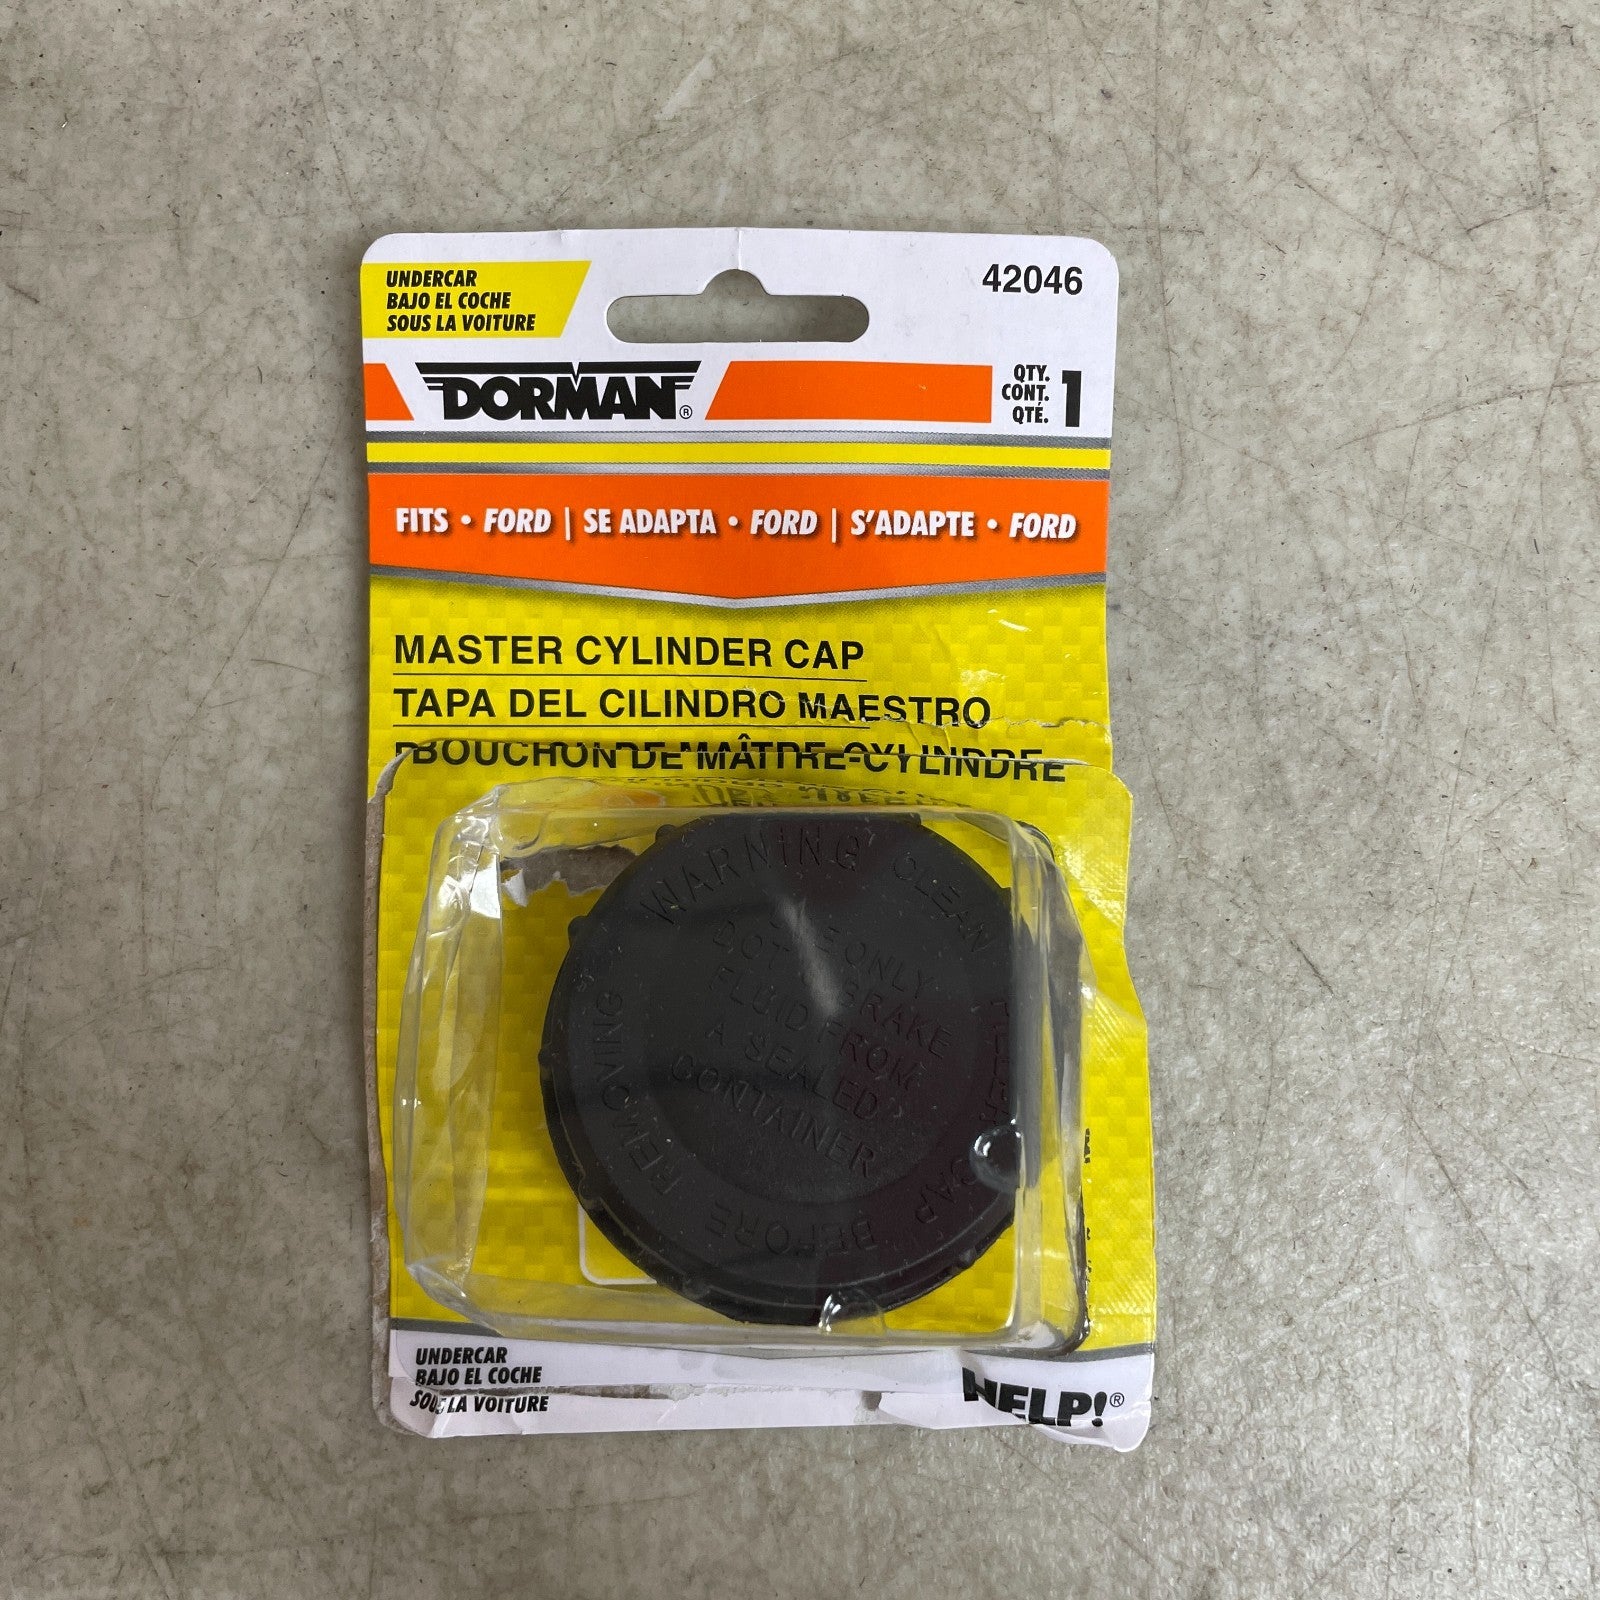 UNDERCAR
BAJO EL COCHE
SOUS LA VOITURE
42046
DORMAN®
QTY.
CONT.
QTÉ.
1
FITS • FORD | SE ADAPTA • FORD | S'ADAPTE • FORD
MASTER CYLINDER CAP
TAPA DEL CILINDRO MAESTRO
BOUCHON DE MAÎTRE-CYLINDRE
WARNING CLEAN
CAP BEFORE REMOVING
ONLY
DOT BRAKE
FLUID FROM
A SEALED
CONTAINER
UNDERCAR
BAJO EL COCHE
SOUS LA VOITURE
HELP!®